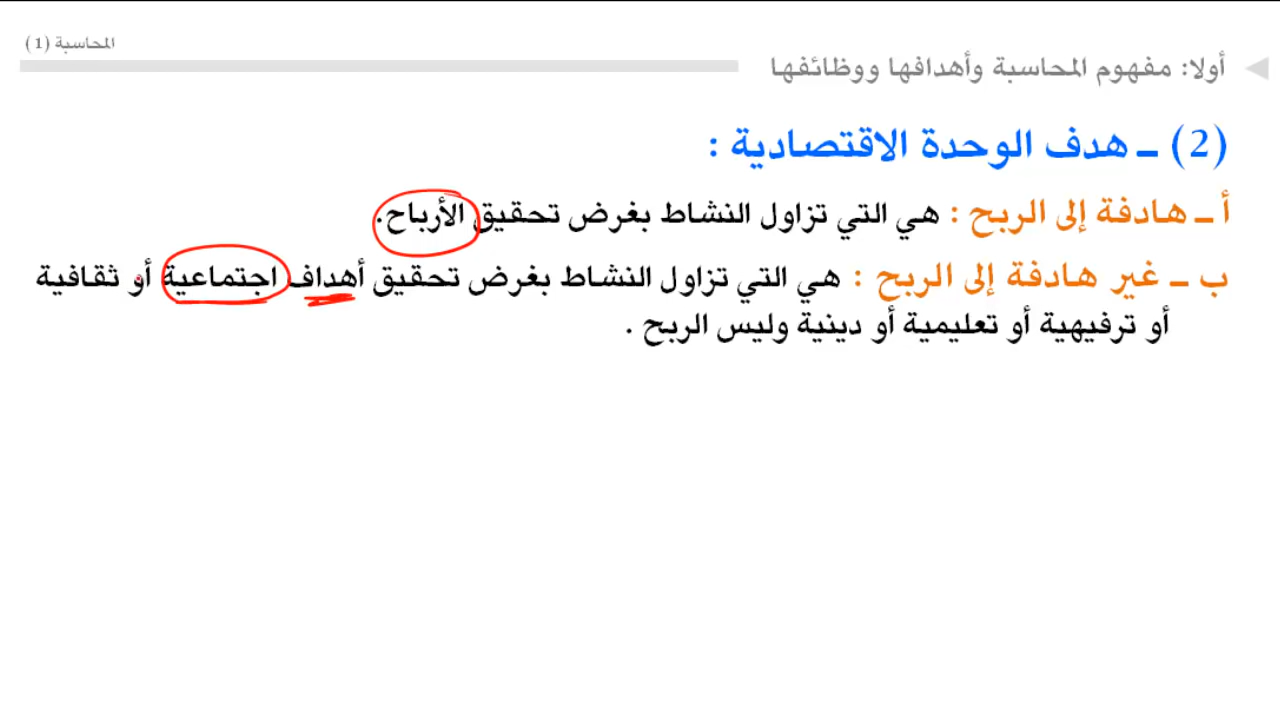 المحاسبة (1)
أولا: مفهوم المحاسبة وأهدافها ووظائفها
(2) ـ هدف الوحدة الاقتصادية :
أ ـ هادفة إلى الربح : هي التي تزاول النشاط بغرض تحقيق الأرباح.
ب ـ غير هادفة إلى الربح : هي التي تزاول النشاط بغرض تحقيق أهداف اجتماعية أو ثقافية
أو ترفيهية أو تعليمية أو دينية وليس الربح .